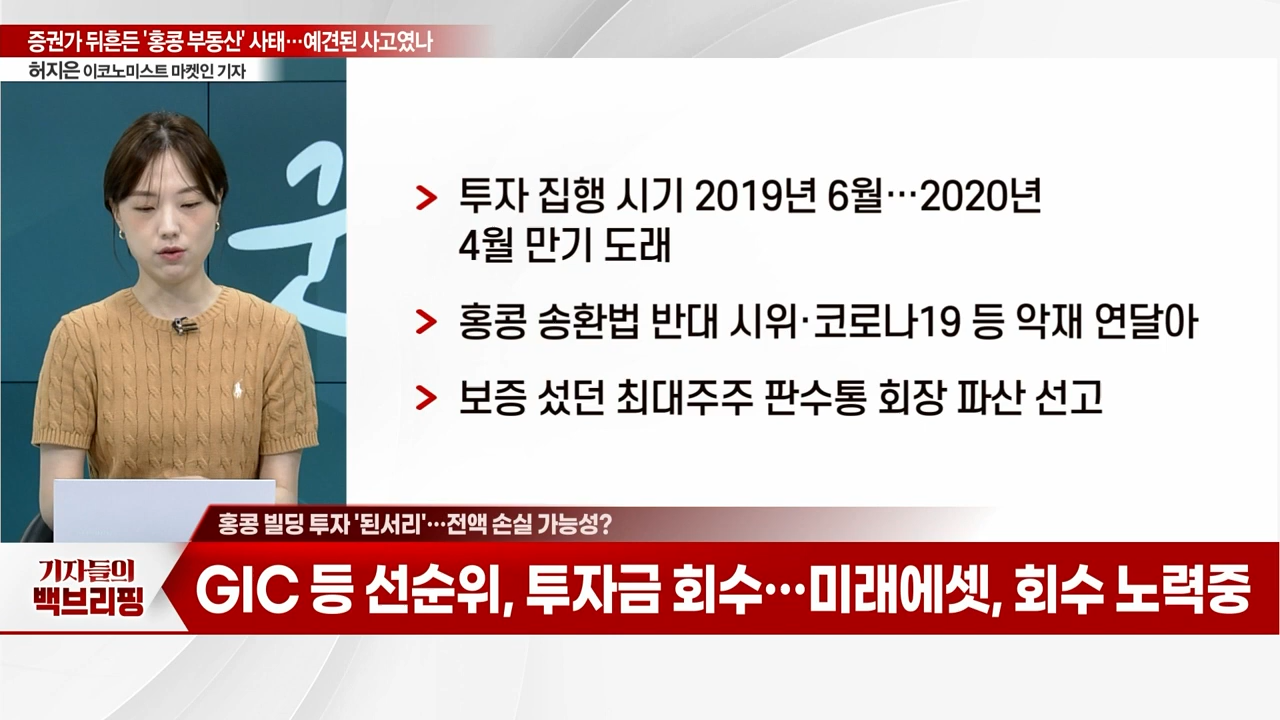 증권가 뒤흔든 '홍콩 부동산' 사태…예견된 사고였나
허지은 이코노미스트 마켓인 기자
> 투자 집행 시기 2019년 6월…2020년
4월 만기 도래
> 홍콩 송환법 반대 시위·코로나19 등 악재 연달아
> 보증 섰던 최대주주 판수통 회장 파산 선고
홍콩 빌딩 투자 '된서리'…전액 손실 가능성?
기자들의
백브리핑
GIC 등 선순위, 투자금 회수…미래에셋, 회수 노력중